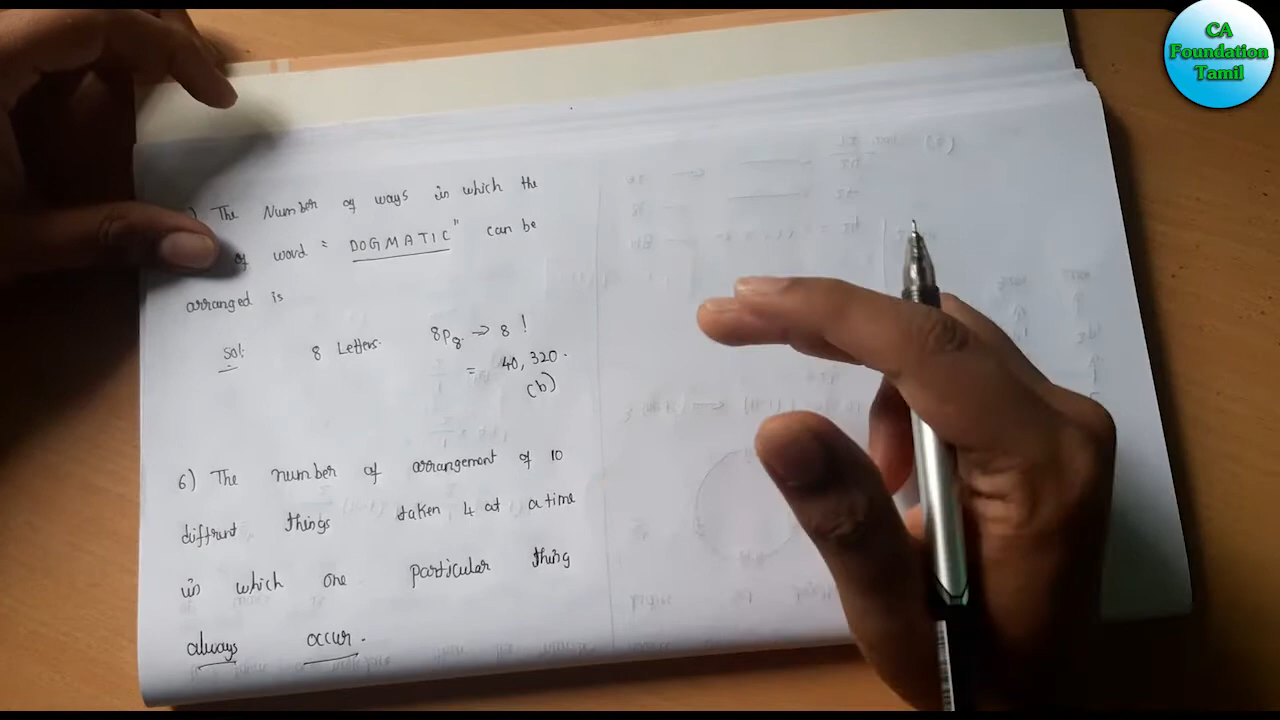 ) The Number of ways in which the
of word " DOGMATIC" can be
arranged is
Sol: 8 Letters. 8P8. → 8 !
= 40, 320.
(b)
6) The number of arrangement of 10
diffrent things taken 4 at a time
in which one particular thing
always occur.
CA
Foundation
Tamil